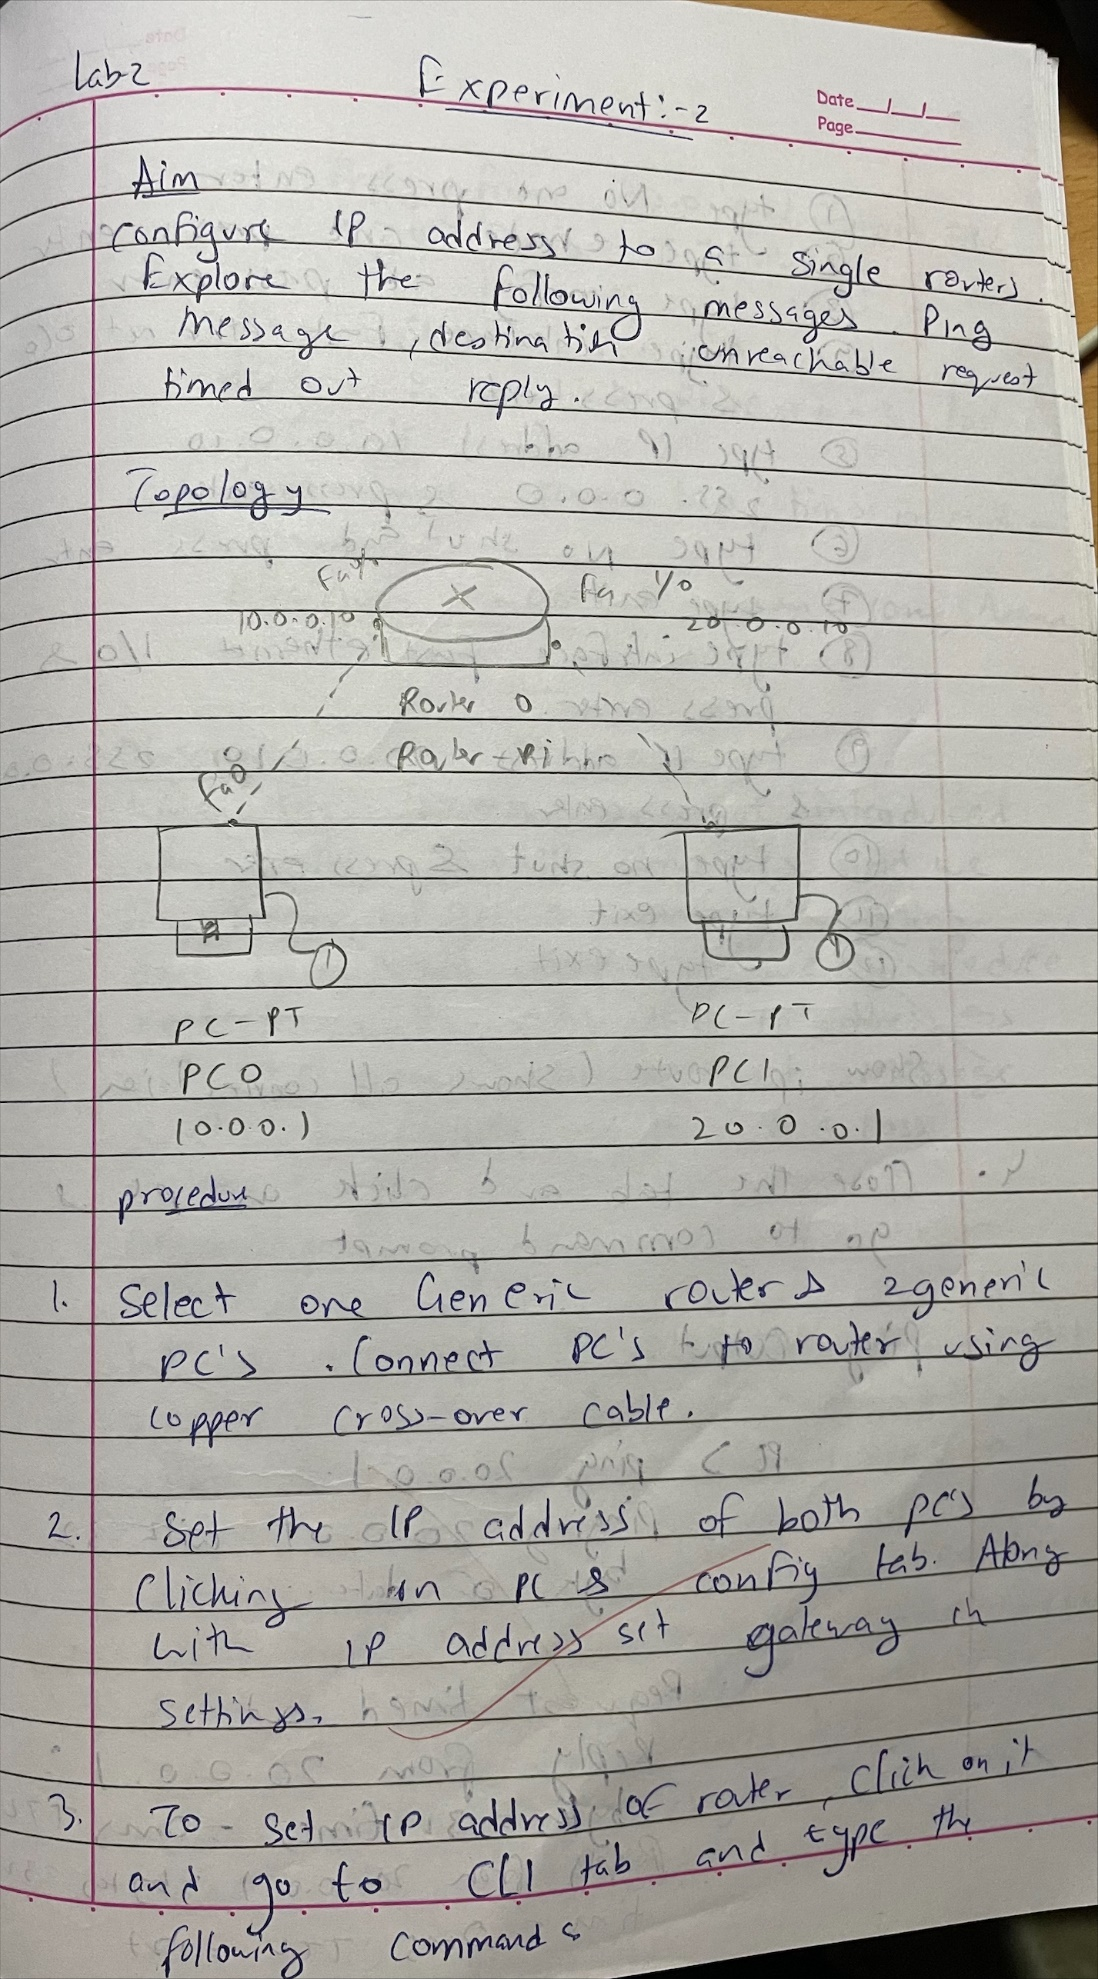 Lab-2
Experiment:-2
Date
Page
Aim
Configure IP address to a single routers.
Explore the following messages. Ping
message, destination unreachable request
timed out reply.
Topology
Fa
Fa 1/0
X
10.0.0.10
20.0.0.10
Router 0
Fa0
PC-PT
PC-PT
PC0
PC1
10.0.0.1
20.0.0.1
procedure
1. Select one Generic router & 2 generic
PC's. Connect PC's to router using
copper cross-over cable.
2. Set the IP address of both pc's by
Clicking on PC & config tab. Along
with IP address set gateway in
settings.
3. To set IP address of router, Click on it
and go to CLI tab and type the
following commands